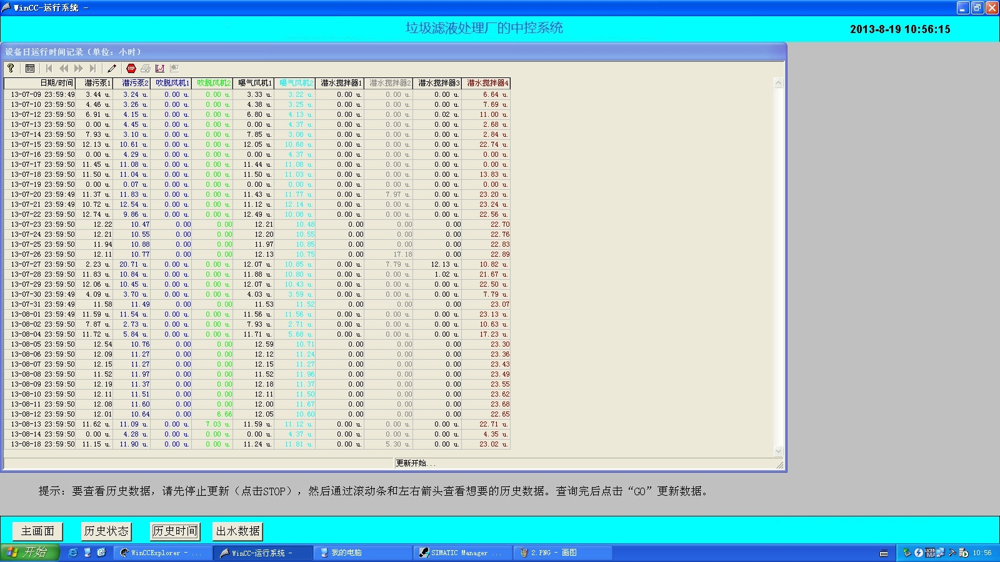 WinCC-运行系统 -
垃圾滤液处理厂的中控系统
2013-8-19 10:56:15
设备日运行时间记录（单位：小时）
STOP
日期/时间 潜污泵1 潜污泵2 吹脱风机1 吹脱风机2 曝气风机1 曝气风机2 潜水搅拌器1 潜水搅拌器2 潜水搅拌器3 潜水搅拌器4
13-07-09 23:59:49 3.44 u. 3.24 u. 0.00 u. 0.00 u. 3.33 u. 3.22 u. 0.00 u. 0.00 u. 0.00 u. 6.64 u.
13-07-10 23:59:50 4.46 u. 3.26 u. 0.00 u. 0.00 u. 4.38 u. 3.25 u. 0.00 u. 0.00 u. 0.00 u. 7.69 u.
13-07-12 23:59:50 6.91 u. 4.15 u. 0.00 u. 0.00 u. 6.80 u. 4.13 u. 0.00 u. 0.00 u. 0.02 u. 11.00 u.
13-07-13 23:59:50 0.00 u. 4.45 u. 0.00 u. 0.00 u. 0.00 u. 4.37 u. 0.00 u. 0.00 u. 0.00 u. 2.68 u.
13-07-14 23:59:50 7.93 u. 3.10 u. 0.00 u. 0.00 u. 7.85 u. 3.08 u. 0.00 u. 0.00 u. 0.00 u. 2.84 u.
13-07-15 23:59:50 12.13 u. 10.61 u. 0.00 u. 0.00 u. 12.05 u. 10.68 u. 0.00 u. 0.00 u. 0.00 u. 22.74 u.
13-07-16 23:59:50 0.00 u. 4.29 u. 0.00 u. 0.00 u. 0.00 u. 4.37 u. 0.00 u. 0.00 u. 0.00 u. 0.00 u.
13-07-17 23:59:50 11.45 u. 11.08 u. 0.00 u. 0.00 u. 11.44 u. 11.08 u. 0.00 u. 0.00 u. 0.00 u. 0.00 u.
13-07-18 23:59:50 11.50 u. 11.04 u. 0.00 u. 0.00 u. 11.50 u. 11.03 u. 0.00 u. 0.00 u. 0.00 u. 13.83 u.
13-07-19 23:59:50 0.00 u. 0.07 u. 0.00 u. 0.00 u. 0.00 u. 0.00 u. 0.00 u. 0.00 u. 0.00 u. 0.00 u.
13-07-20 23:59:49 11.37 u. 11.83 u. 0.00 u. 0.00 u. 11.43 u. 11.77 u. 0.00 u. 7.97 u. 0.00 u. 23.20 u.
13-07-21 23:59:49 10.72 u. 12.54 u. 0.00 u. 0.00 u. 11.12 u. 12.14 u. 0.00 u. 0.00 u. 0.00 u. 23.24 u.
13-07-22 23:59:50 12.74 u. 9.86 u. 0.00 u. 0.00 u. 12.49 u. 10.08 u. 0.00 u. 0.00 u. 0.00 u. 22.56 u.
13-07-23 23:59:50 12.22 10.47 0.00 0.00 12.21 10.48 0.00 0.00 0.00 22.70
13-07-24 23:59:50 12.21 10.55 0.00 0.00 12.20 10.55 0.00 0.00 0.00 22.76
13-07-25 23:59:50 11.94 10.88 0.00 0.00 11.97 10.85 0.00 0.00 0.00 22.83
13-07-26 23:59:50 12.11 10.77 0.00 0.00 12.13 10.75 0.00 17.18 0.00 22.89
13-07-27 23:59:50 2.23 u. 20.71 u. 0.00 u. 0.00 u. 12.07 u. 10.85 u. 0.00 u. 7.79 u. 12.13 u. 10.82 u.
13-07-28 23:59:50 11.83 u. 10.84 u. 0.00 u. 0.00 u. 11.88 u. 10.80 u. 0.00 u. 0.00 u. 1.02 u. 21.67 u.
13-07-29 23:59:50 12.06 u. 10.45 u. 0.00 u. 0.00 u. 12.07 u. 10.43 u. 0.00 u. 0.00 u. 0.00 u. 22.50 u.
13-07-30 23:59:49 4.09 u. 3.70 u. 0.00 u. 0.00 u. 4.03 u. 3.59 u. 0.00 u. 0.00 u. 0.00 u. 7.79 u.
13-07-31 23:59:49 11.58 11.49 0.00 0.00 11.53 11.52 0.00 0.00 0.00 23.07
13-08-01 23:59:49 11.59 u. 11.54 u. 0.00 u. 0.00 u. 11.56 u. 11.56 u. 0.00 u. 0.00 u. 0.00 u. 23.13 u.
13-08-02 23:59:50 7.87 u. 2.73 u. 0.00 u. 0.00 u. 7.93 u. 2.71 u. 0.00 u. 0.00 u. 0.00 u. 10.63 u.
13-08-04 23:59:50 11.72 u. 5.84 u. 0.00 u. 0.00 u. 11.71 u. 5.68 u. 0.00 u. 0.00 u. 0.00 u. 17.23 u.
13-08-05 23:59:50 12.54 10.76 0.00 0.00 12.59 10.71 0.00 0.00 0.00 23.30
13-08-06 23:59:50 12.09 11.27 0.00 0.00 12.12 11.24 0.00 0.00 0.00 23.36
13-08-07 23:59:50 12.15 11.27 0.00 0.00 12.15 11.27 0.00 0.00 0.00 23.43
13-08-08 23:59:50 11.52 11.97 0.00 0.00 11.52 11.96 0.00 0.00 0.00 23.49
13-08-09 23:59:50 12.19 11.37 0.00 0.00 12.18 11.37 0.00 0.00 0.00 23.55
13-08-10 23:59:50 12.11 11.51 0.00 0.00 12.11 11.50 0.00 0.00 0.00 23.62
13-08-11 23:59:50 12.08 11.60 0.00 0.00 12.00 11.67 0.00 0.00 0.00 23.68
13-08-12 23:59:50 12.01 10.64 0.00 6.66 12.05 10.60 0.00 0.00 0.00 22.65
13-08-13 23:59:50 11.62 u. 11.09 u. 0.00 u. 7.03 u. 11.59 u. 11.12 u. 0.00 u. 0.00 u. 0.00 u. 22.71 u.
13-08-14 23:59:50 0.00 u. 4.28 u. 0.00 u. 0.00 u. 0.00 u. 4.37 u. 0.00 u. 0.00 u. 0.00 u. 4.35 u.
13-08-18 23:59:50 11.15 u. 11.90 u. 0.00 u. 0.00 u. 11.24 u. 11.81 u. 0.00 u. 5.30 u. 0.00 u. 23.02 u.
更新开始...
提示：要查看历史数据，请先停止更新（点击STOP），然后通过滚动条和左右箭头查看想要的历史数据。查询完后点击“GO”更新数据。
主画面 历史状态 历史时间 出水数据
开始 WinCCExplorer - ... WinCC-运行系统 - 我的电脑 SIMATIC Manager ... 2.PNG - 画图 10:56